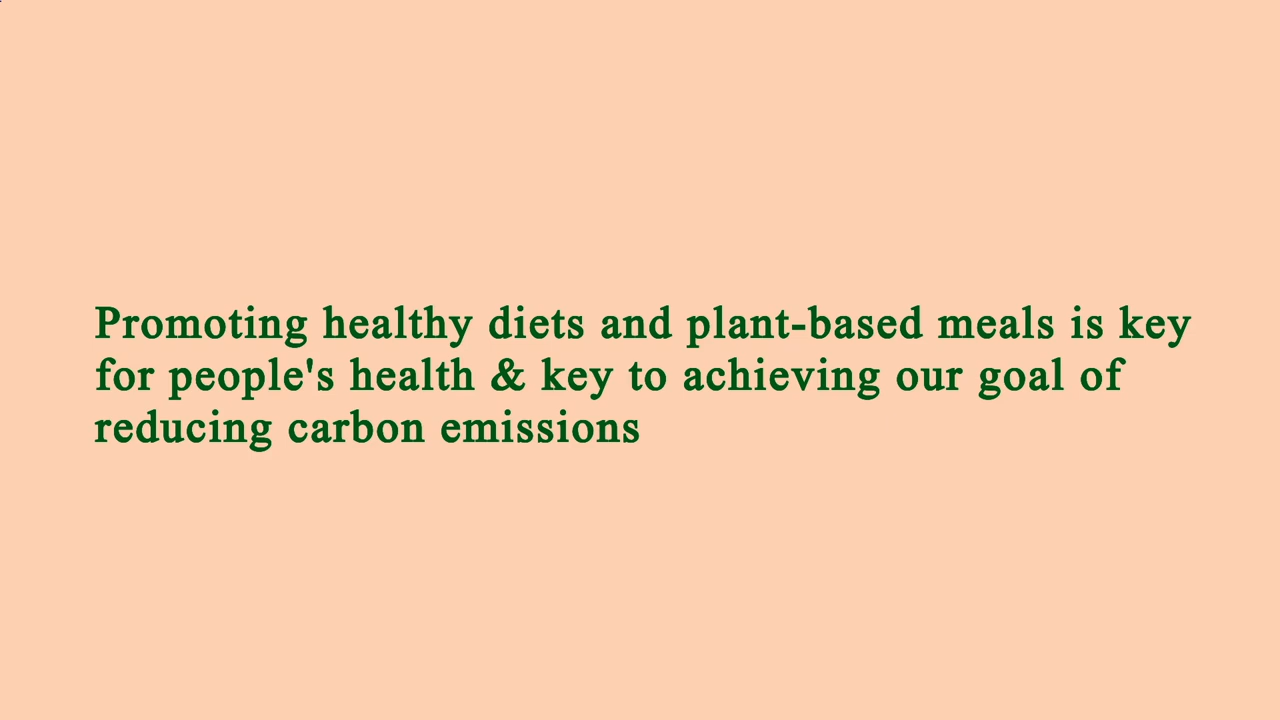 Promoting healthy diets and plant-based meals is key
for people's health & key to achieving our goal of
reducing carbon emissions